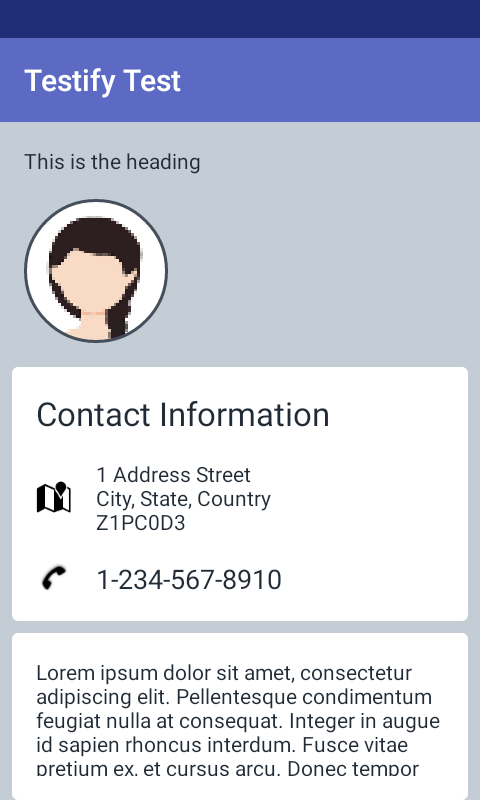 Testify Test
This is the heading
Contact Information
1 Address Street
City, State, Country
Z1PC0D3
1-234-567-8910
Lorem ipsum dolor sit amet, consectetur
adipiscing elit. Pellentesque condimentum
feugiat nulla at consequat. Integer in augue
id sapien rhoncus interdum. Fusce vitae
pretium ex, et cursus arcu. Donec tempor